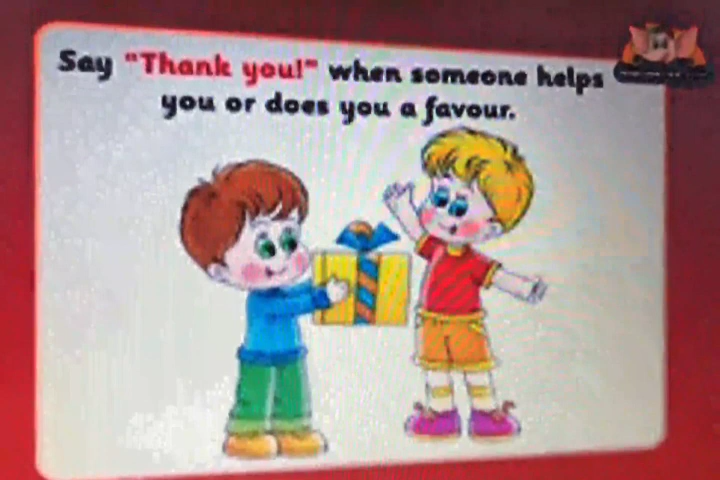 Say "Thank you!" when someone helps
you or does you a favour.